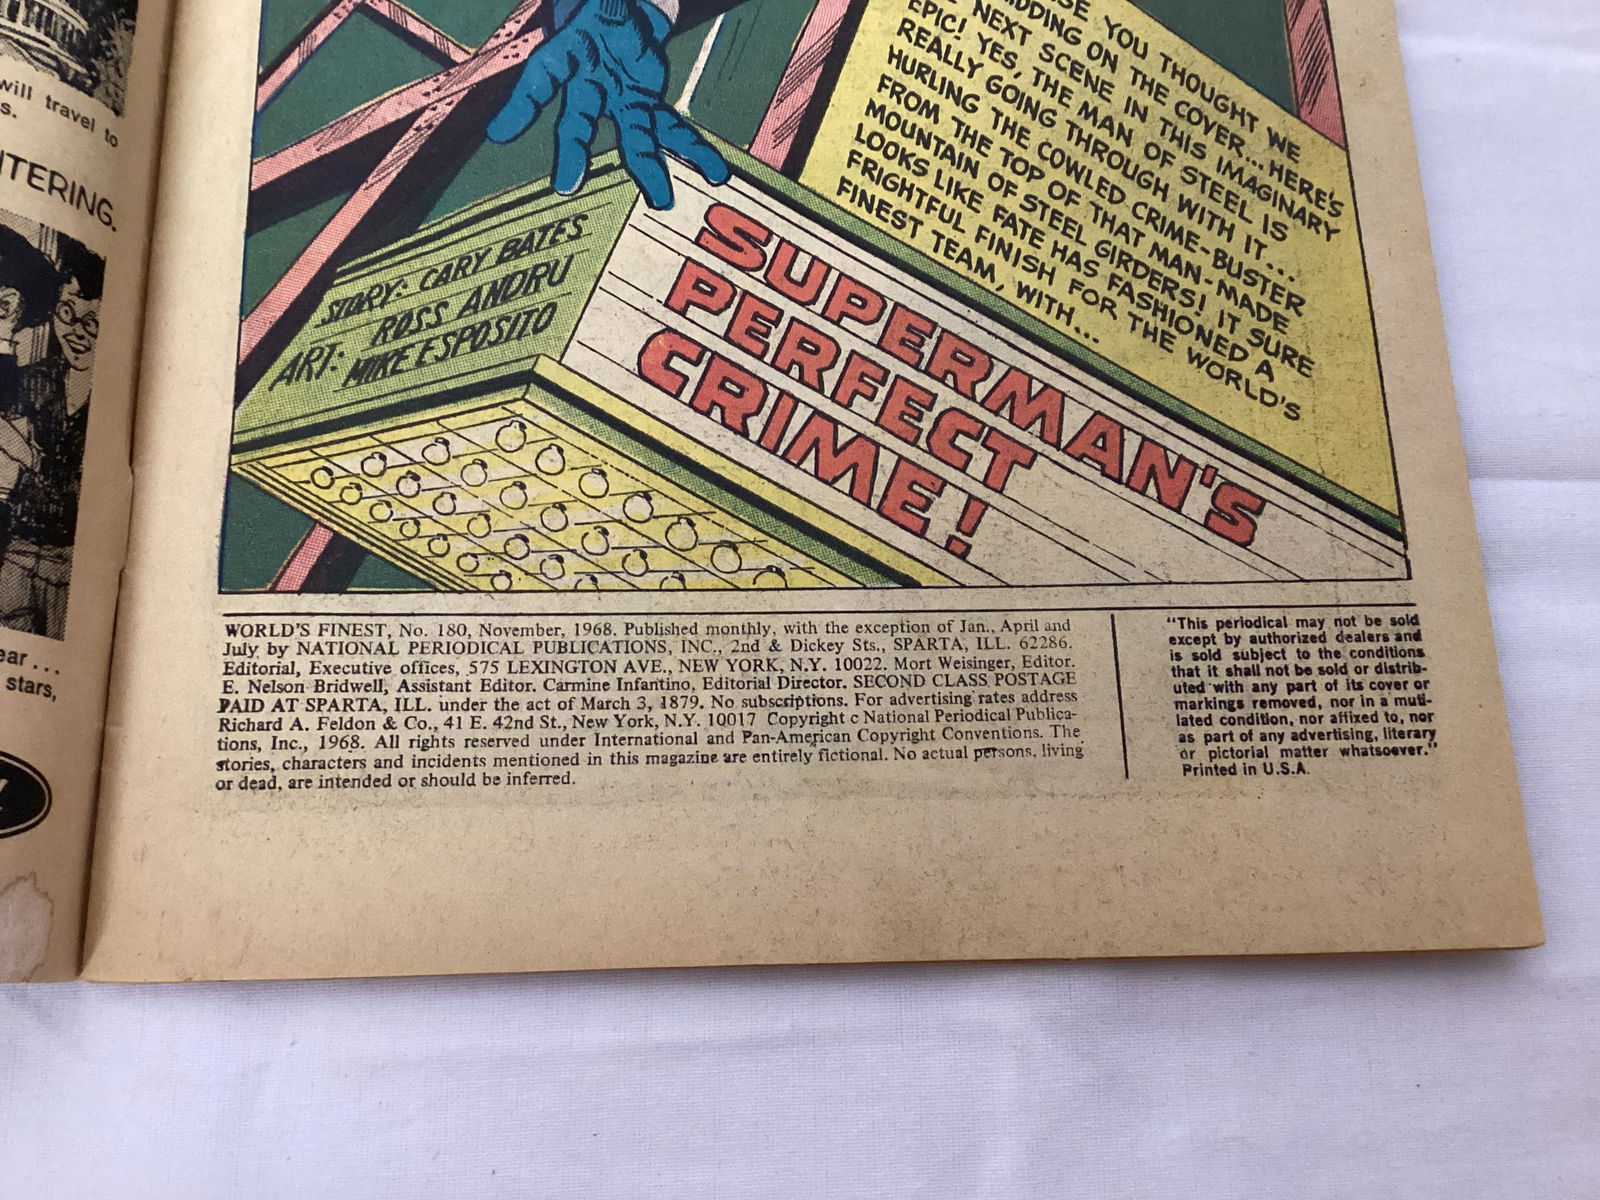 will travel to
s.
TERING.
ear...
stars,
SE YOU THOUGHT WE
IDDING ON THE COVER...HERE'S
NEXT SCENE IN THIS IMAGINARY
EPIC! YES, THE MAN OF STEEL IS
REALLY GOING THROUGH WITH IT...
HURLING THE COWLED CRIME-BUSTER
FROM THE TOP OF THAT MAN-MADE
MOUNTAIN OF STEEL GIRDERS! IT SURE
LOOKS LIKE FATE HAS FASHIONED A
FRIGHTFUL FINISH FOR THE WORLD'S
FINEST TEAM, WITH...
STORY: CARY BATES
ART: ROSS ANDRU
MIKE ESPOSITO
SUPERMAN'S
PERFECT
CRIME!
WORLD'S FINEST, No. 180, November, 1968. Published monthly, with the exception of Jan., April and
July by NATIONAL PERIODICAL PUBLICATIONS, INC., 2nd & Dickey Sts., SPARTA, ILL. 62286.
Editorial, Executive offices, 575 LEXINGTON AVE., NEW YORK, N.Y. 10022. Mort Weisinger, Editor.
E. Nelson Bridwell, Assistant Editor. Carmine Infantino, Editorial Director. SECOND CLASS POSTAGE
PAID AT SPARTA, ILL. under the act of March 3, 1879. No subscriptions. For advertising rates address
Richard A. Feldon & Co., 41 E. 42nd St., New York, N.Y. 10017 Copyright c National Periodical Publica-
tions, Inc., 1968. All rights reserved under International and Pan-American Copyright Conventions. The
stories, characters and incidents mentioned in this magazine are entirely fictional. No actual persons, living
or dead, are intended or should be inferred.
"This periodical may not be sold
except by authorized dealers and
is sold subject to the conditions
that it shall not be sold or distrib-
uted with any part of its cover or
markings removed, nor in a muti-
lated condition, nor affixed to, nor
as part of any advertising, literary
or pictorial matter whatsoever."
Printed in U.S.A.